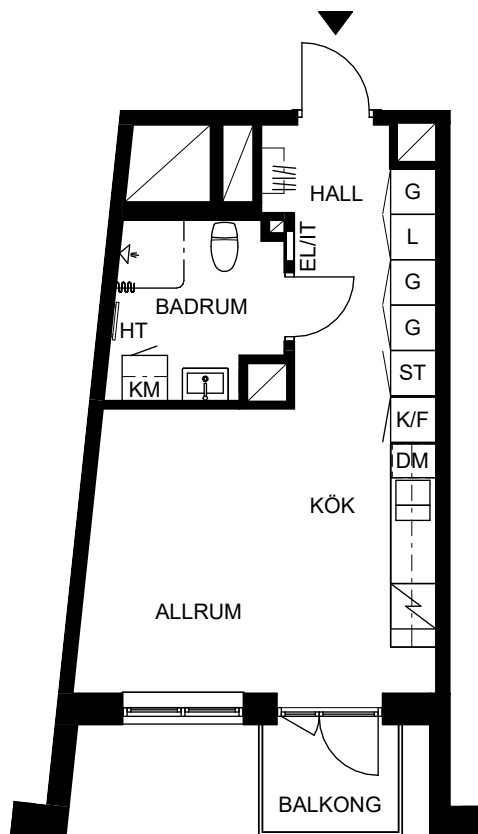 HALL
G
L
EL/IT
G
BADRUM
G
HT
ST
KM
K/F
DM
KÖK
ALLRUM
BALKONG